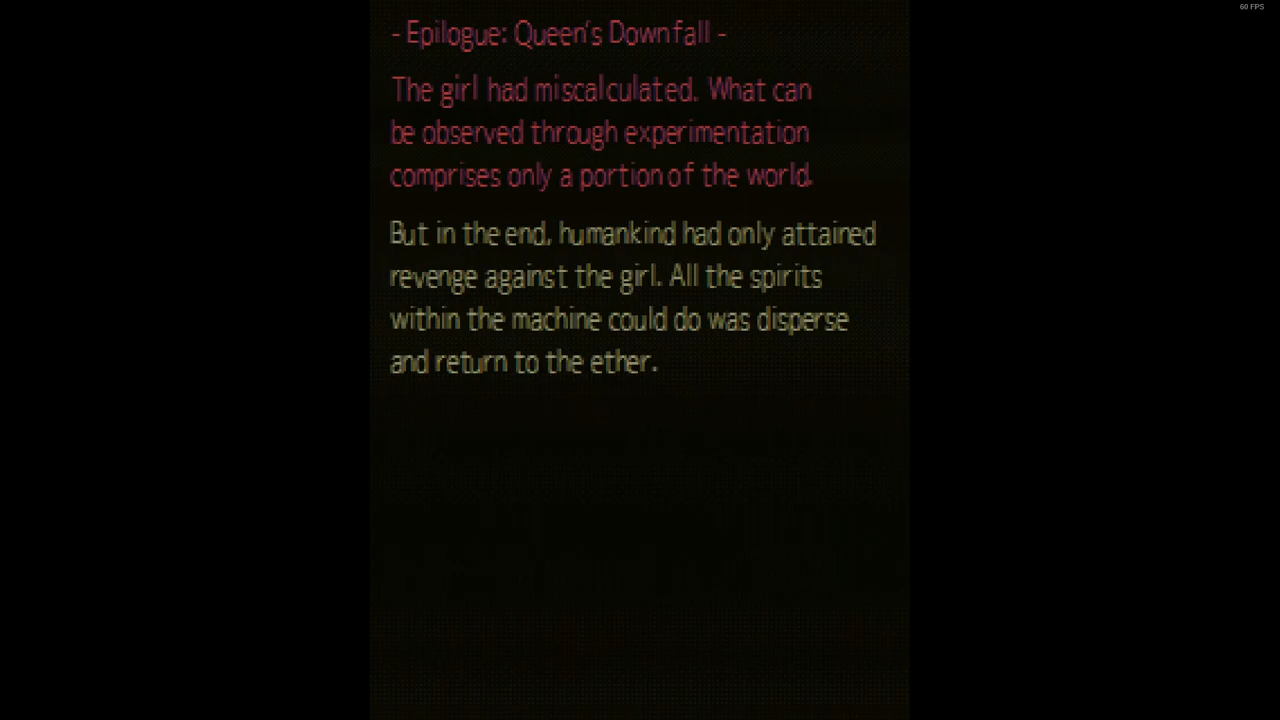 60 FPS
- Epilogue: Queen's Downfall -
The girl had miscalculated. What can
be observed through experimentation
comprises only a portion of the world.
But in the end, humankind had only attained
revenge against the girl. All the spirits
within the machine could do was disperse
and return to the ether.